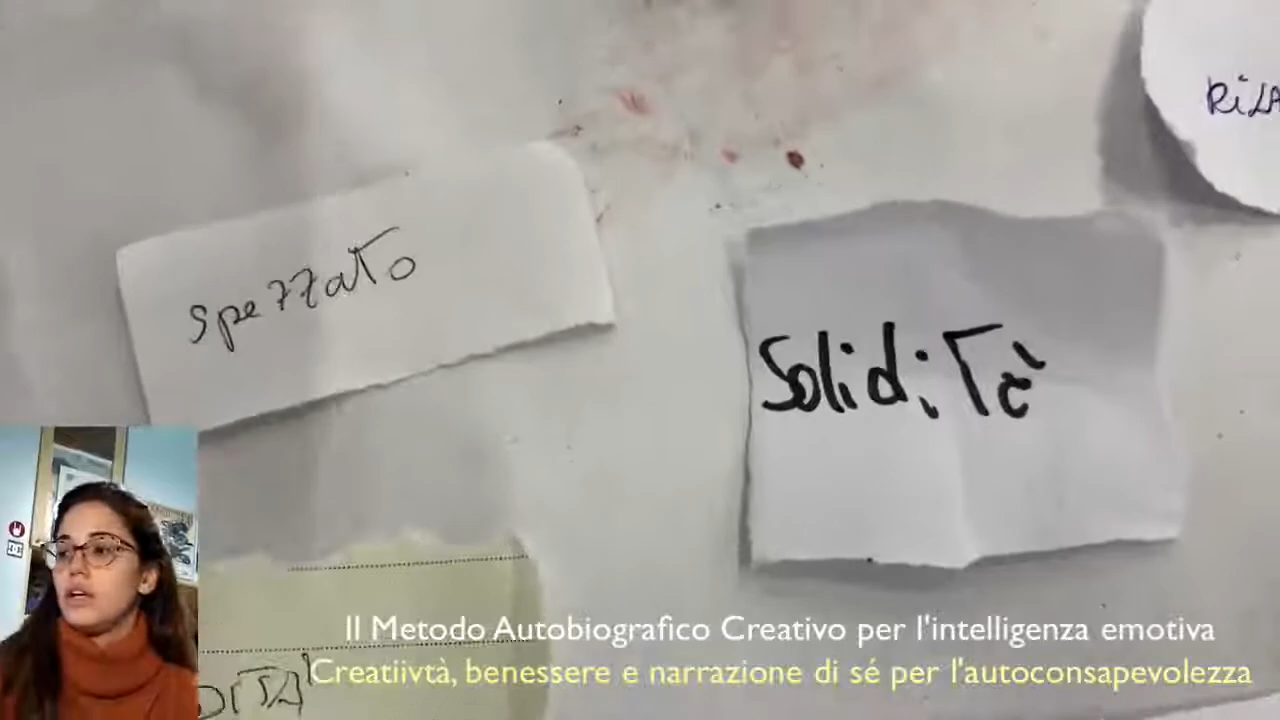 spezzato
Solidità
Il Metodo Autobiografico Creativo per l'intelligenza emotiva
Creatiivtà, benessere e narrazione di sé per l'autoconsapevolezza